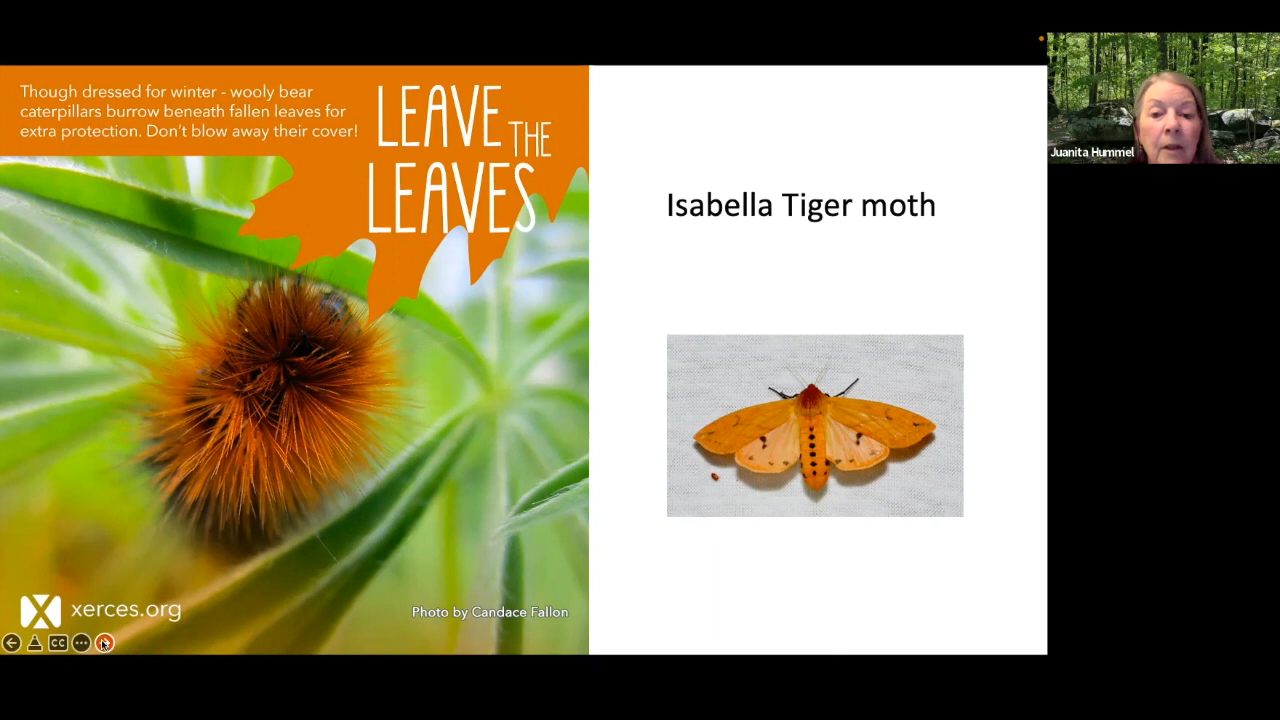 Though dressed for winter - wooly bear
caterpillars burrow beneath fallen leaves for
extra protection. Don't blow away their cover!
LEAVE THE
LEAVES
Isabella Tiger moth
Juanita Hummel
xerces.org
Photo by Candace Fallon
CC